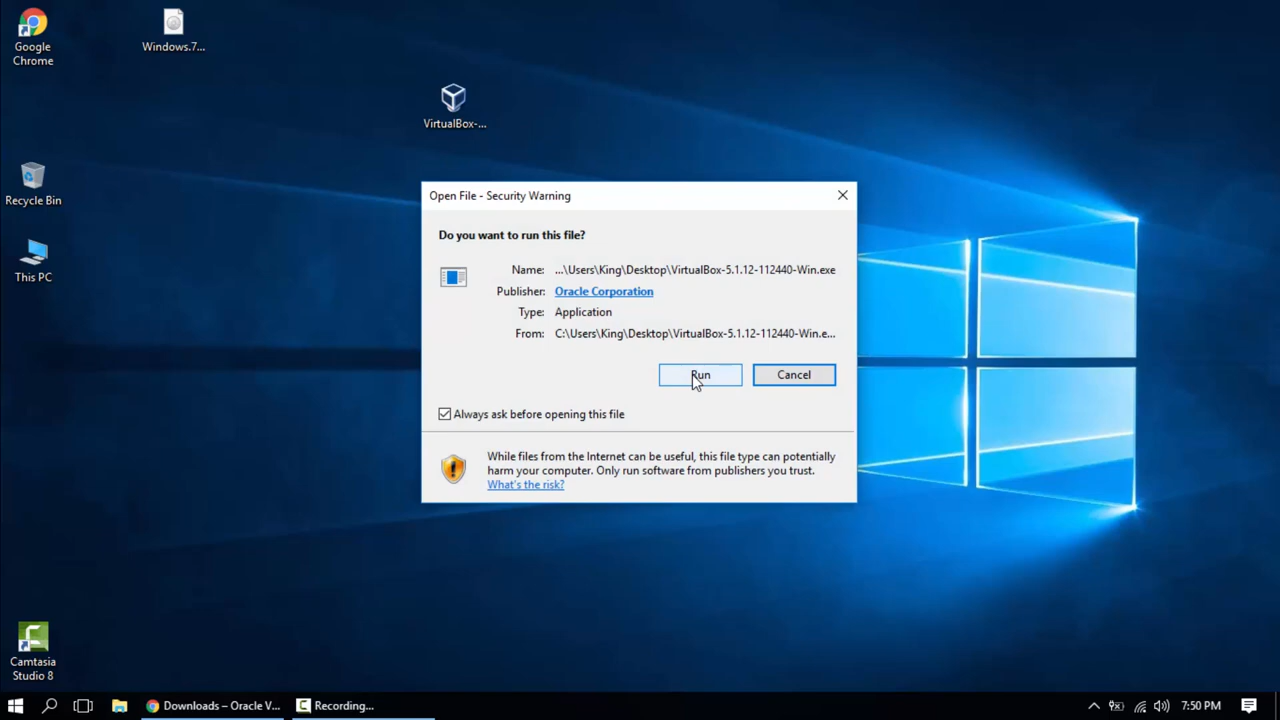 Google
Chrome
Windows.7...
VirtualBox-...
Recycle Bin
This PC
Open File - Security Warning
Do you want to run this file?
Name: ...\Users\King\Desktop\VirtualBox-5.1.12-112440-Win.exe
Publisher: Oracle Corporation
Type: Application
From: C:\Users\King\Desktop\VirtualBox-5.1.12-112440-Win.e...
Run
Cancel
Always ask before opening this file
While files from the Internet can be useful, this file type can potentially
harm your computer. Only run software from publishers you trust.
What's the risk?
Camtasia
Studio 8
Downloads – Oracle V...
Recording...
7:50 PM